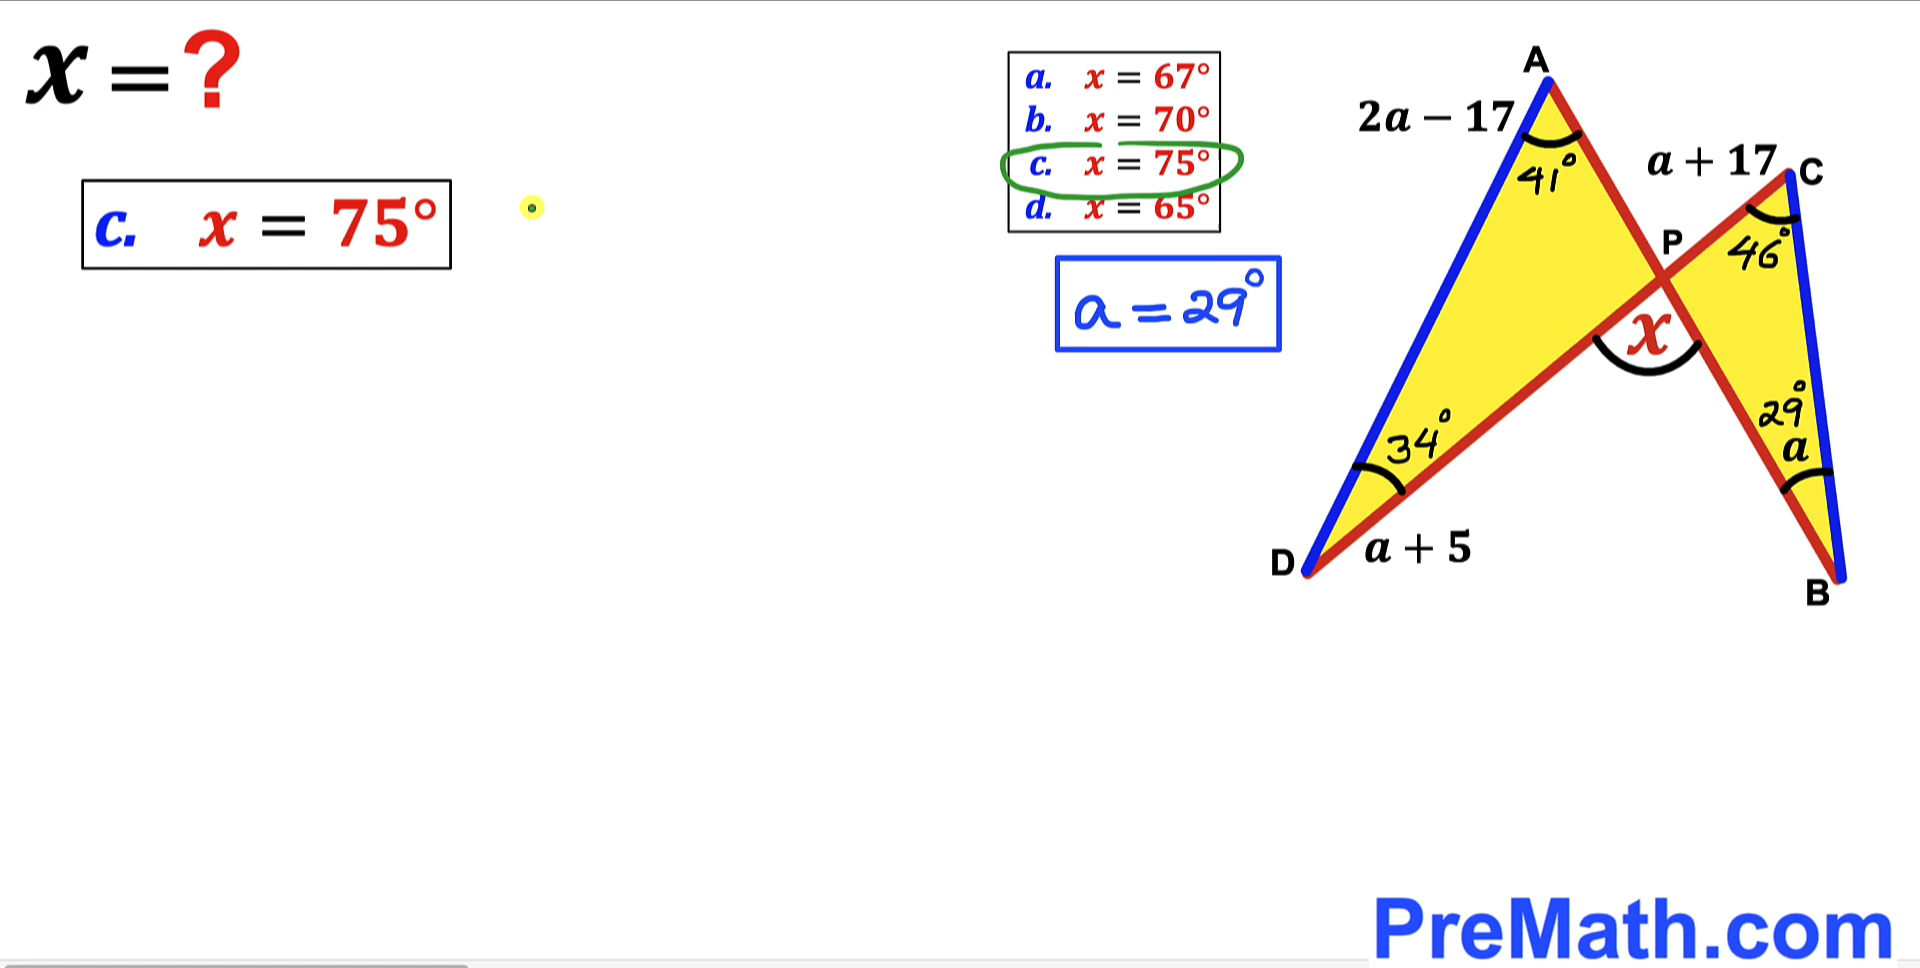 x = ?
c. x = 75°
a. x = 67°
b. x = 70°
c. x = 75°
d. x = 65°
a = 29°
A
2a − 17
41°
a + 17
C
P
46°
x
29°
a
34°
D
a + 5
B
PreMath.com